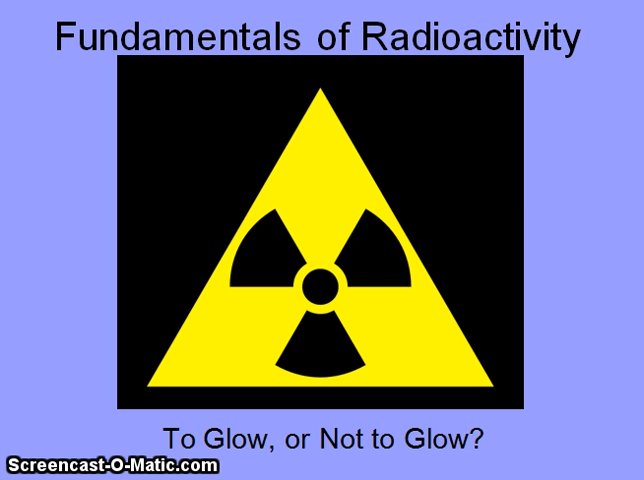 Fundamentals of Radioactivity
To Glow, or Not to Glow?
Screencast-O-Matic.com